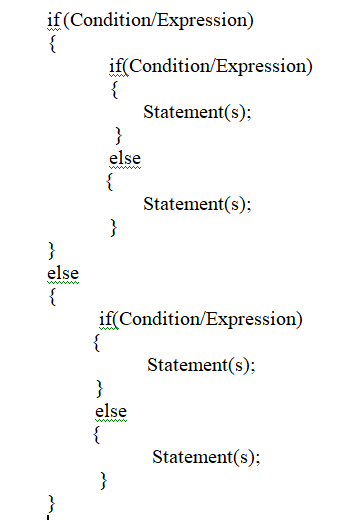 if(Condition/Expression)
{
if(Condition/Expression)
{
Statement(s);
}
else
{
Statement(s);
}
}
else
{
if(Condition/Expression)
{
Statement(s);
}
else
{
Statement(s);
}
}